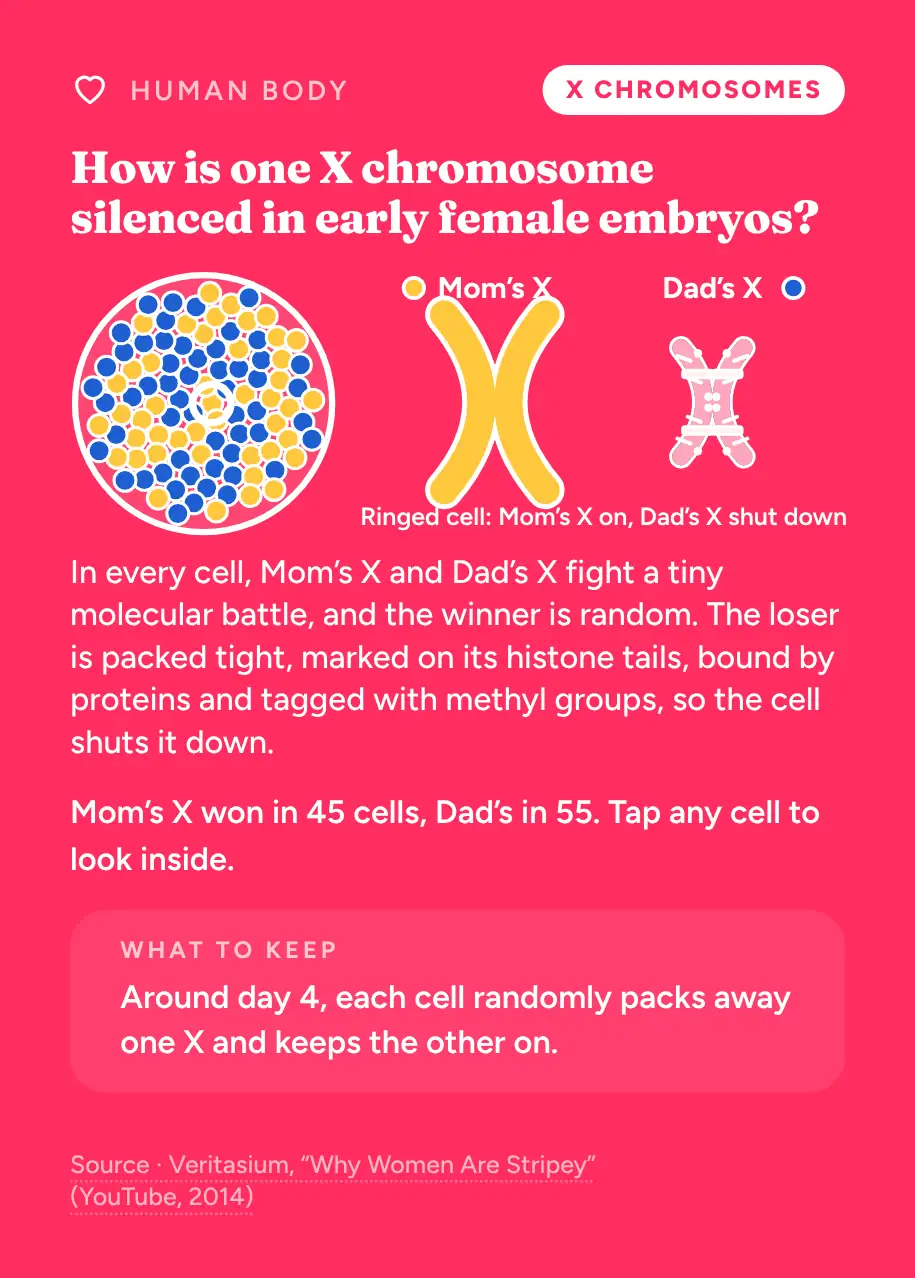 HUMAN BODY
X CHROMOSOMES
How is one X chromosome
silenced in early female embryos?
Mom’s X
Dad’s X
Ringed cell: Mom’s X on, Dad’s X shut down
In every cell, Mom’s X and Dad’s X fight a tiny
molecular battle, and the winner is random. The loser
is packed tight, marked on its histone tails, bound by
proteins and tagged with methyl groups, so the cell
shuts it down.
Mom’s X won in 45 cells, Dad’s in 55. Tap any cell to
look inside.
WHAT TO KEEP
Around day 4, each cell randomly packs away
one X and keeps the other on.
Source · Veritasium, “Why Women Are Stripey”
(YouTube, 2014)